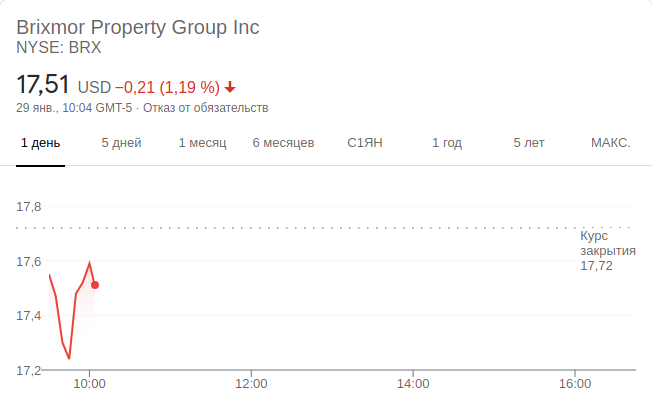 Brixmor Property Group Inc
NYSE: BRX
17,51 USD −0,21 (1,19 %)
29 янв., 10:04 GMT-5 · Отказ от обязательств
1 день 5 дней 1 месяц 6 месяцев С1ЯН 1 год 5 лет МАКС.
17,8
Курс
закрытия
17,72
17,6
17,4
17,2
10:00 12:00 14:00 16:00